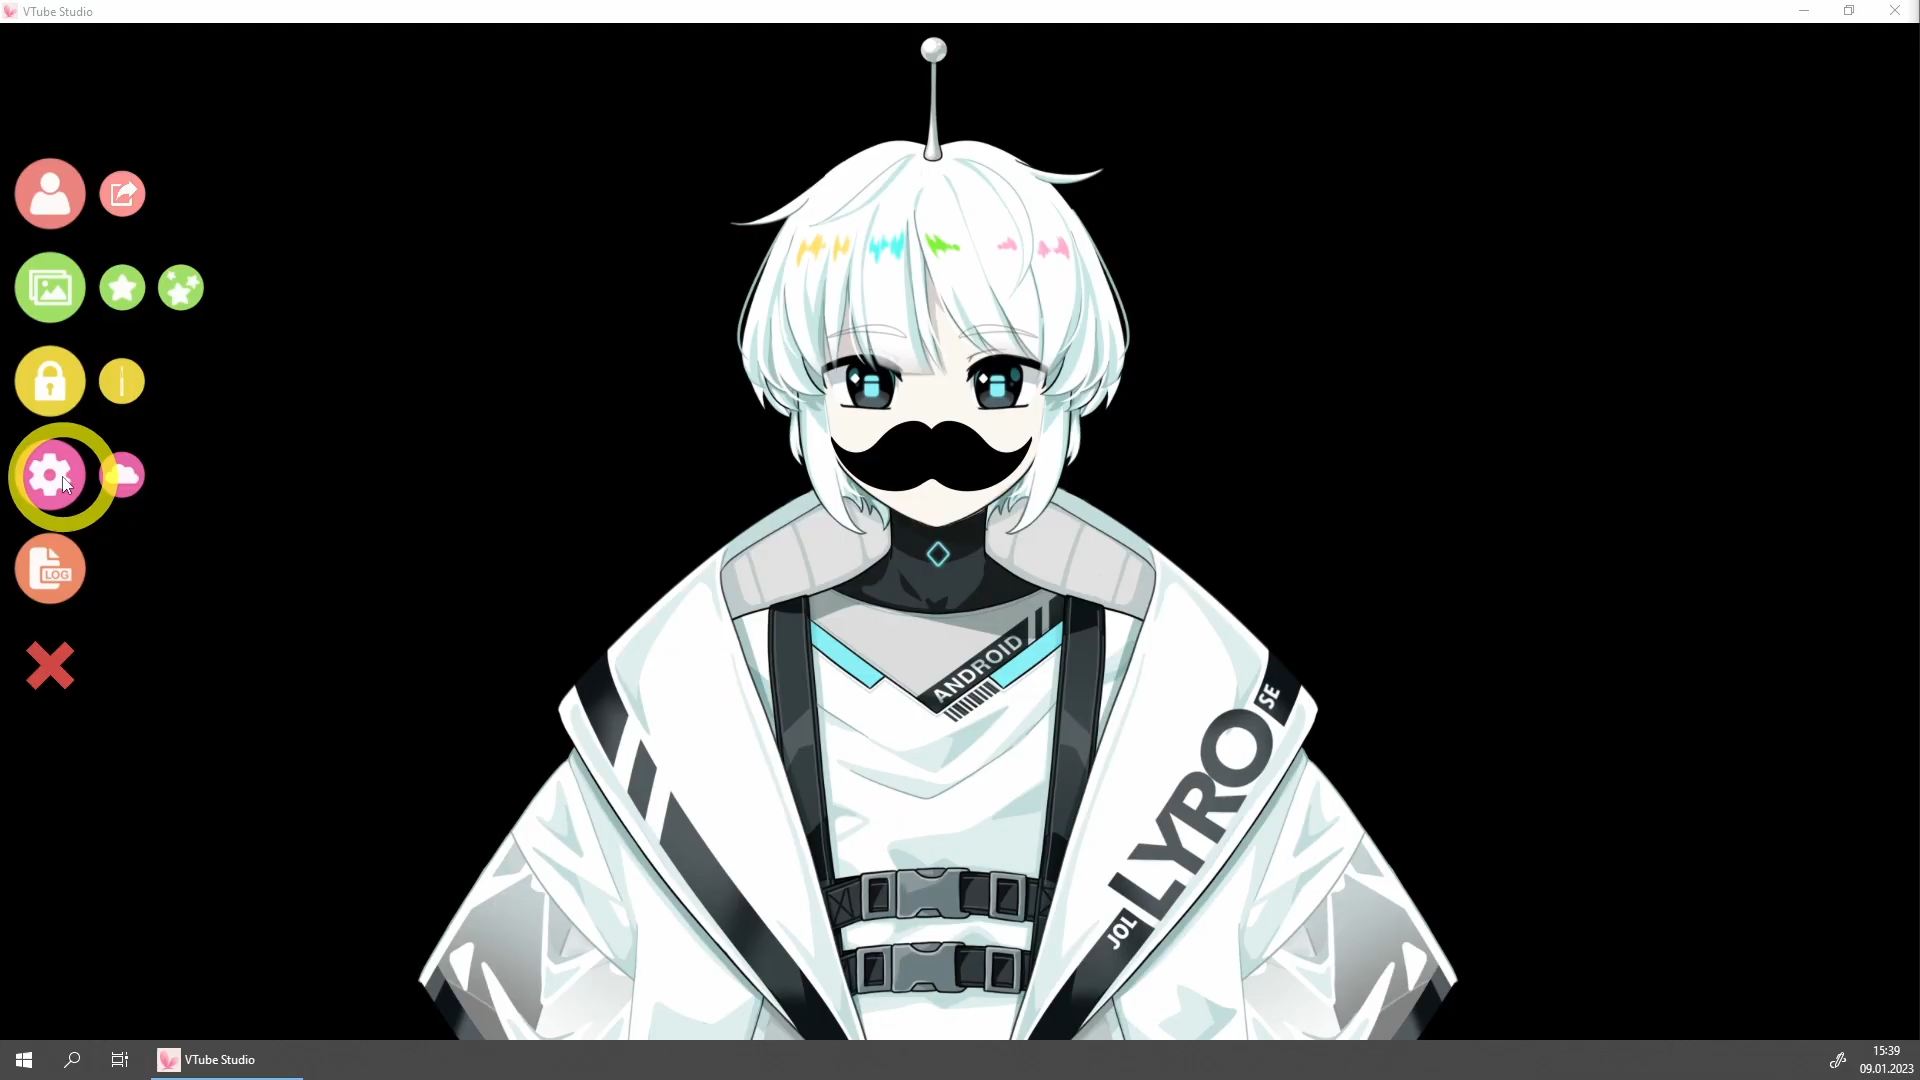 VTube Studio
LOG
ANDROID
SE
LYRO
JOL
VTube Studio
15:39
09.01.2023